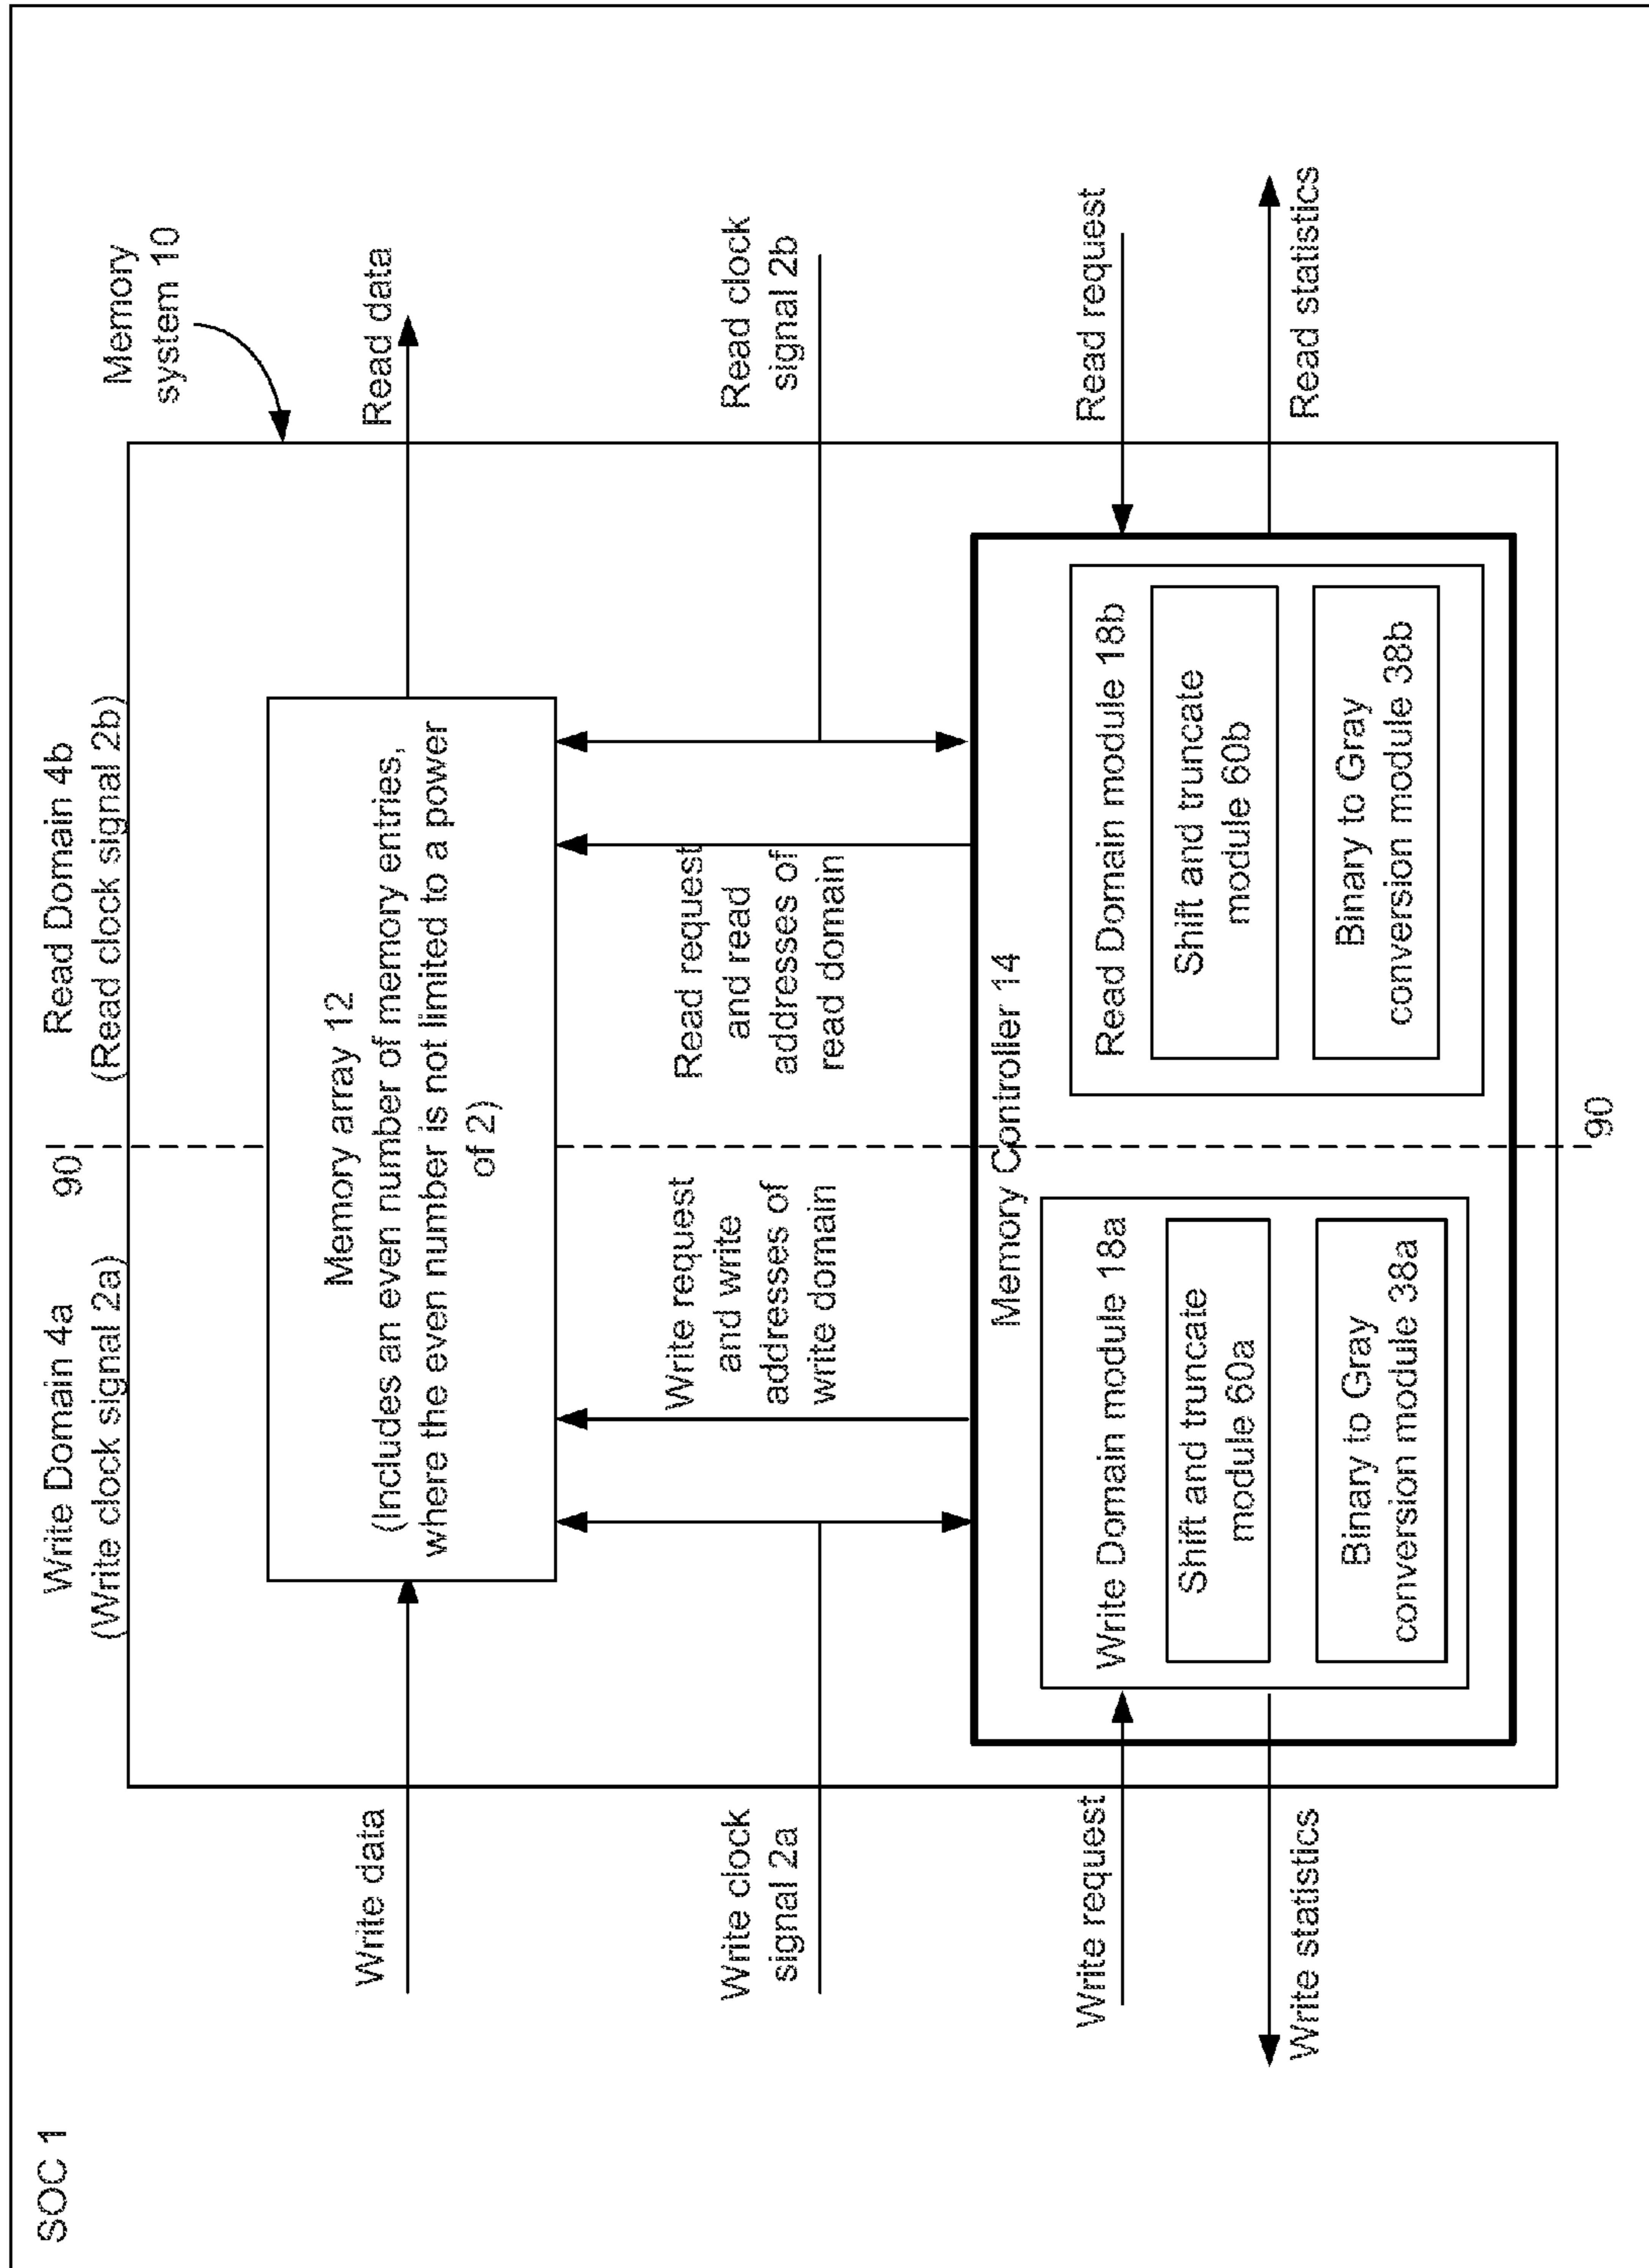 SOC 1
Write Domain 4a
(Write clock signal 2a)
90
Read Domain 4b
(Read clock signal 2b)
Memory
system 10
Write data
Memory array 12
(Includes an even number of memory entries,
where the even number is not limited to a power
of 2)
Read data
Write clock
signal 2a
Write request
and write
addresses of
write domain
Read request
and read
addresses of
read domain
Read clock
signal 2b
Memory Controller 14
Write request
Write statistics
Write Domain module 18a
Shift and truncate
module 60a
Binary to Gray
conversion module 38a
Read Domain module 18b
Shift and truncate
module 60b
Binary to Gray
conversion module 38b
Read request
Read statistics
90